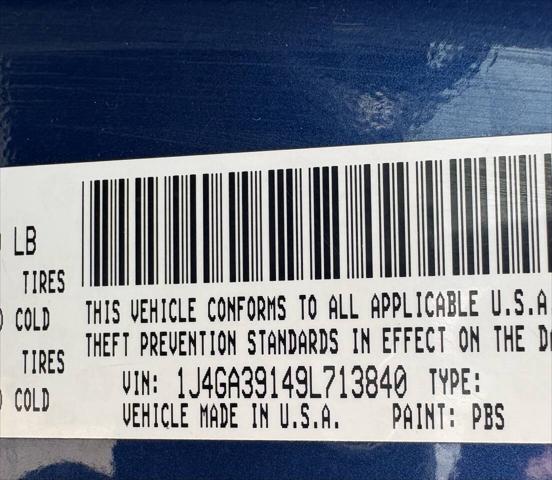 LB
TIRES
COLD
TIRES
COLD
THIS VEHICLE CONFORMS TO ALL APPLICABLE U.S.A
THEFT PREVENTION STANDARDS IN EFFECT ON THE
VIN: 1J4GA39149L713840 TYPE:
VEHICLE MADE IN U.S.A. PAINT: PBS